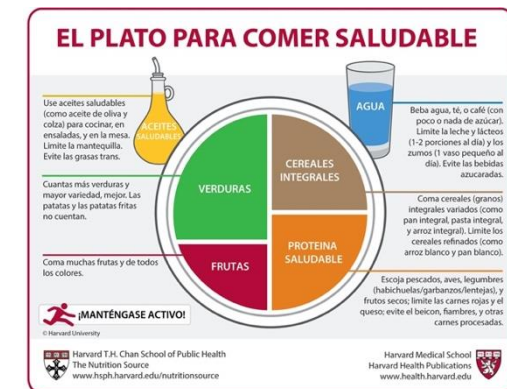 EL PLATO PARA COMER SALUDABLE
Use aceites saludables
(como aceite de oliva y
colza) para cocinar, en
ensaladas, y en la mesa.
Limite la mantequilla.
Evite las grasas trans.
ACEITES
SALUDABLES
Cuantas más verduras y
mayor variedad, mejor. Las
patatas y las patatas fritas
no cuentan.
Coma muchas frutas y de todos
los colores.
VERDURAS
FRUTAS
CEREALES
INTEGRALES
PROTEINA
SALUDABLE
AGUA
Beba agua, té, o café (con
poco o nada de azúcar).
Limite la leche y lácteos
(1-2 porciones al día) y los
zumos (1 vaso pequeño al
día). Evite las bebidas
azucaradas.
Coma cereales (granos)
integrales variados (como
pan integral, pasta integral,
y arroz integral). Limite los
cereales refinados (como
arroz blanco y pan blanco).
Escoja pescados, aves, legumbres
(habichuelas/garbanzos/lentejas), y
frutos secos; limite las carnes rojas y el
queso; evite el beicon, fiambres, y otras
carnes procesadas.
¡MANTÉNGASE ACTIVO!
© Harvard University
Harvard T.H. Chan School of Public Health
The Nutrition Source
www.hsph.harvard.edu/nutritionsource
Harvard Medical School
Harvard Health Publications
www.health.harvard.edu